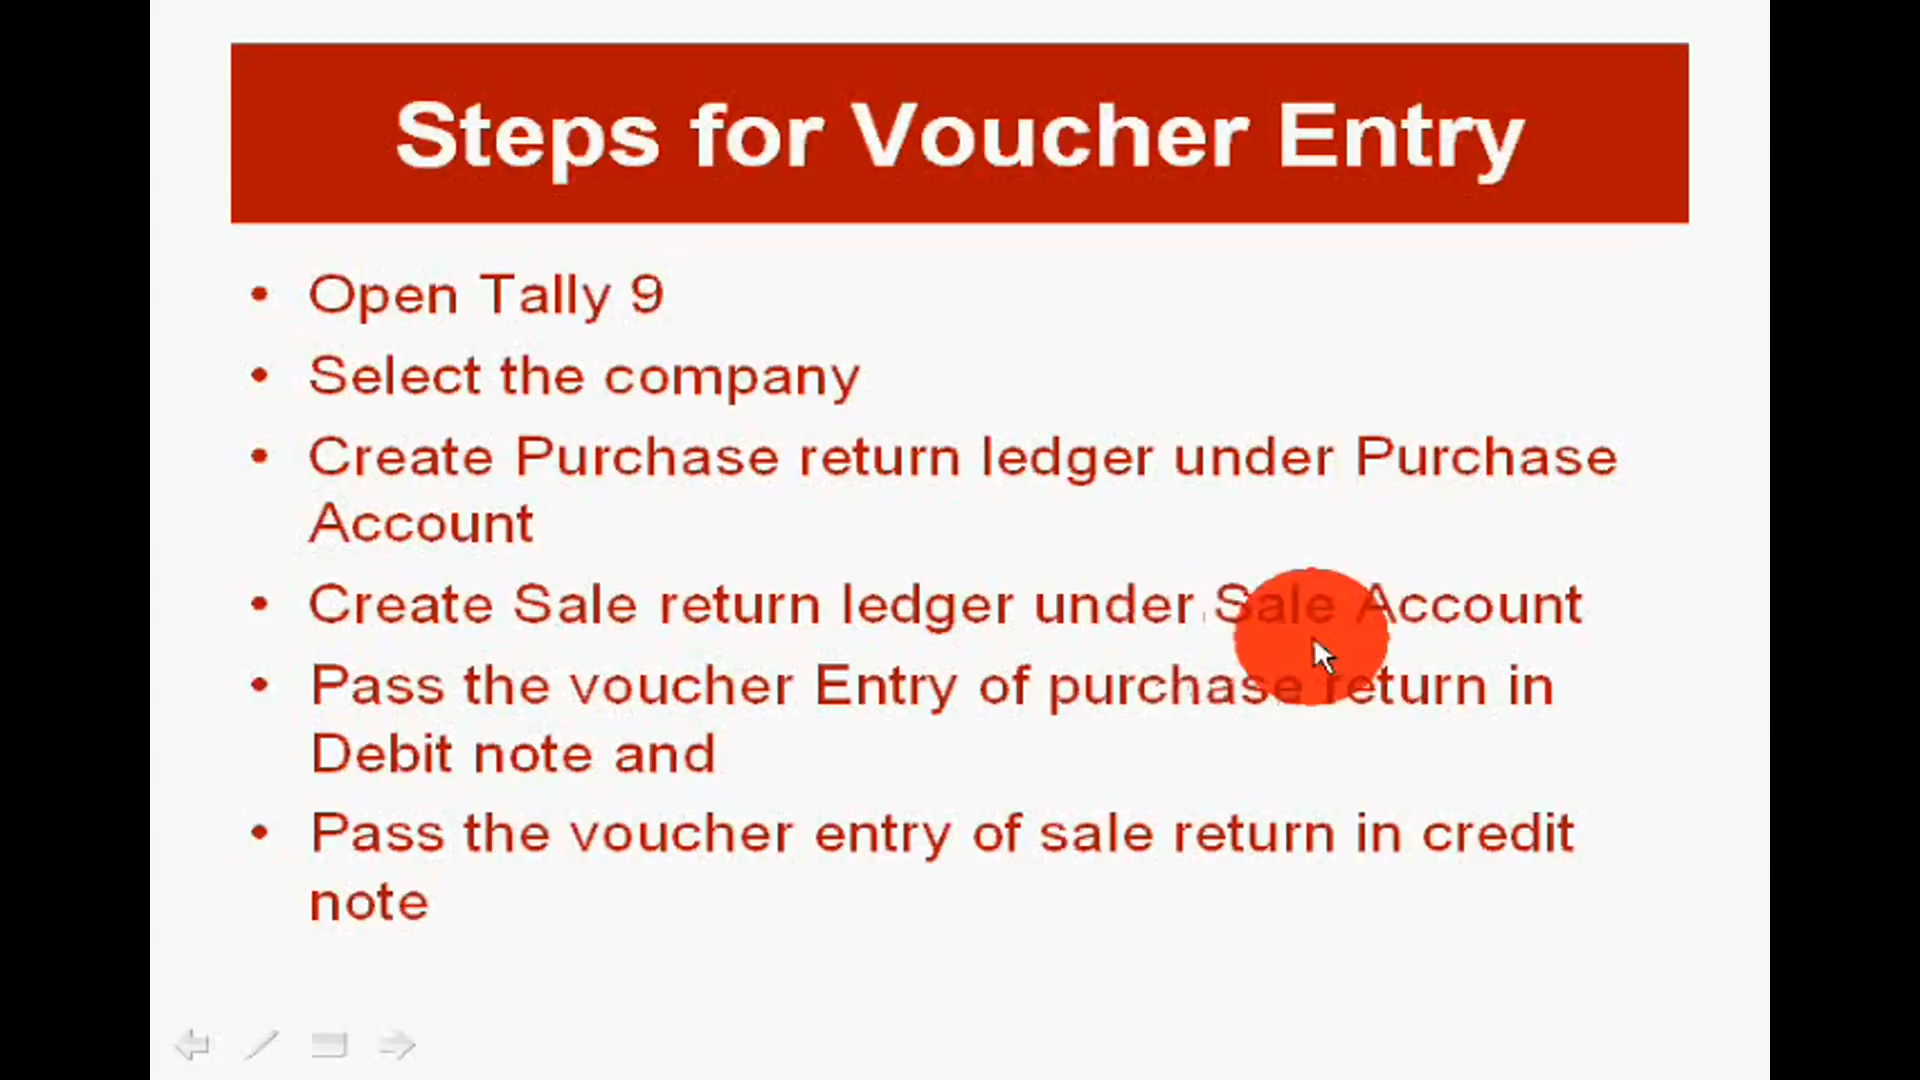 Steps for Voucher Entry
• Open Tally 9
• Select the company
• Create Purchase return ledger under Purchase
Account
• Create Sale return ledger under Sale Account
• Pass the voucher Entry of purchase return in
Debit note and
• Pass the voucher entry of sale return in credit
note